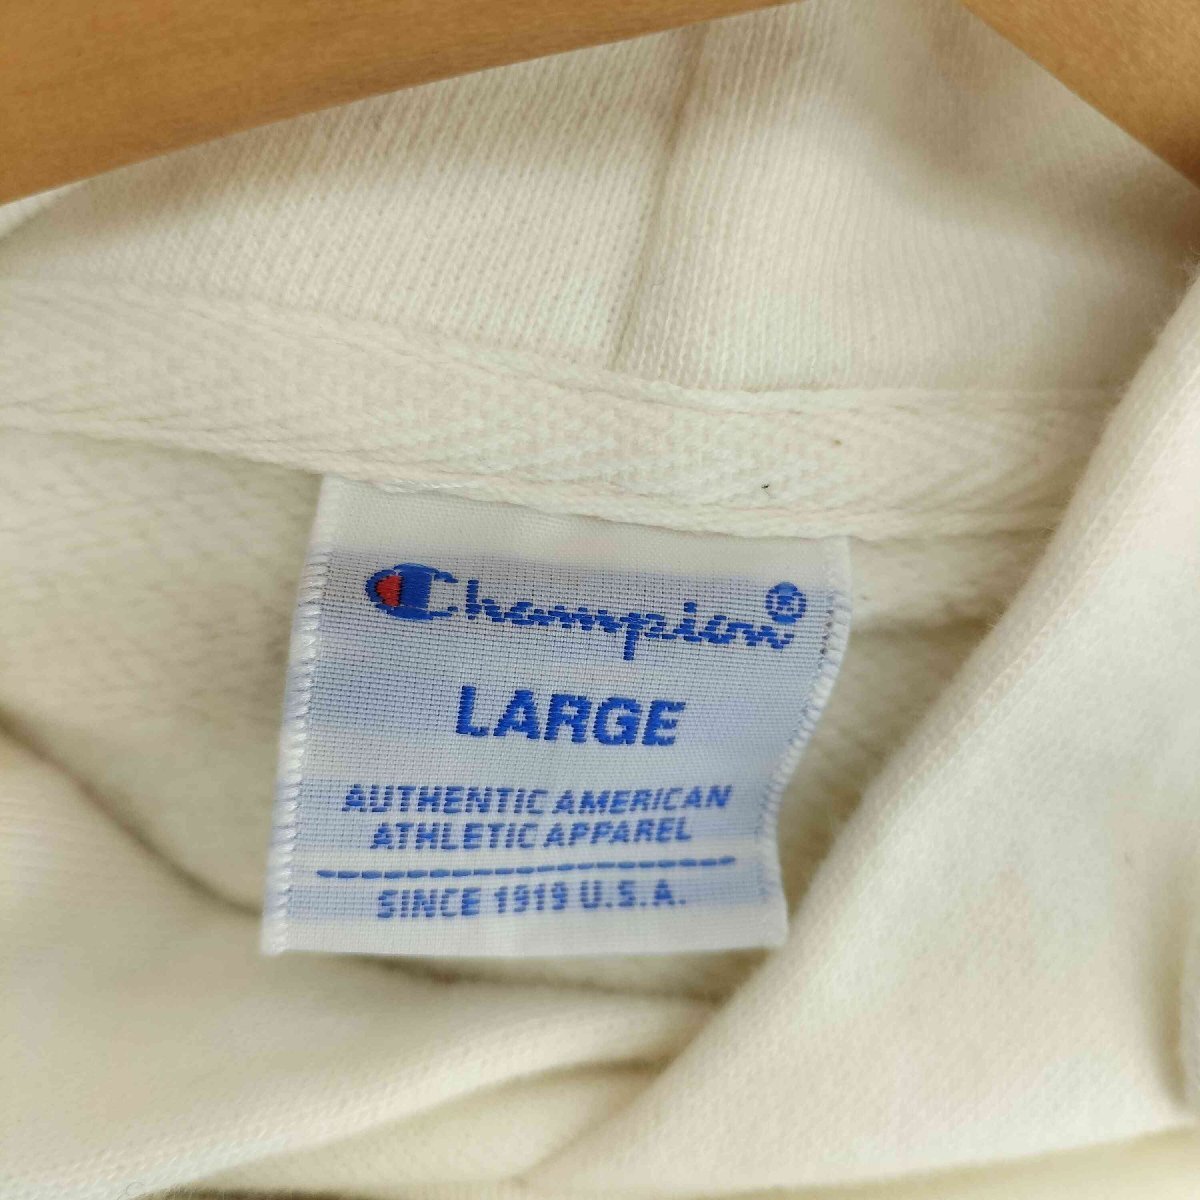 Champion®
LARGE
AUTHENTIC AMERICAN
ATHLETIC APPAREL
SINCE 1919 U.S.A.